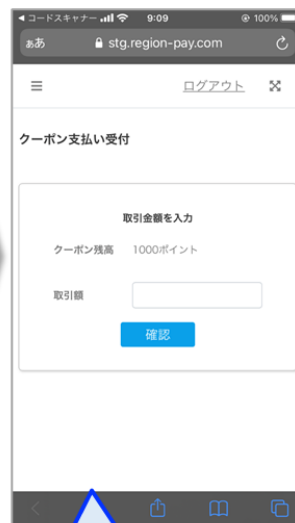 コードスキャナー 9:09 100%
ぁあ stg.region-pay.com
ログアウト
クーポン支払い受付
取引金額を入力
クーポン残高 1000ポイント
取引額
確認